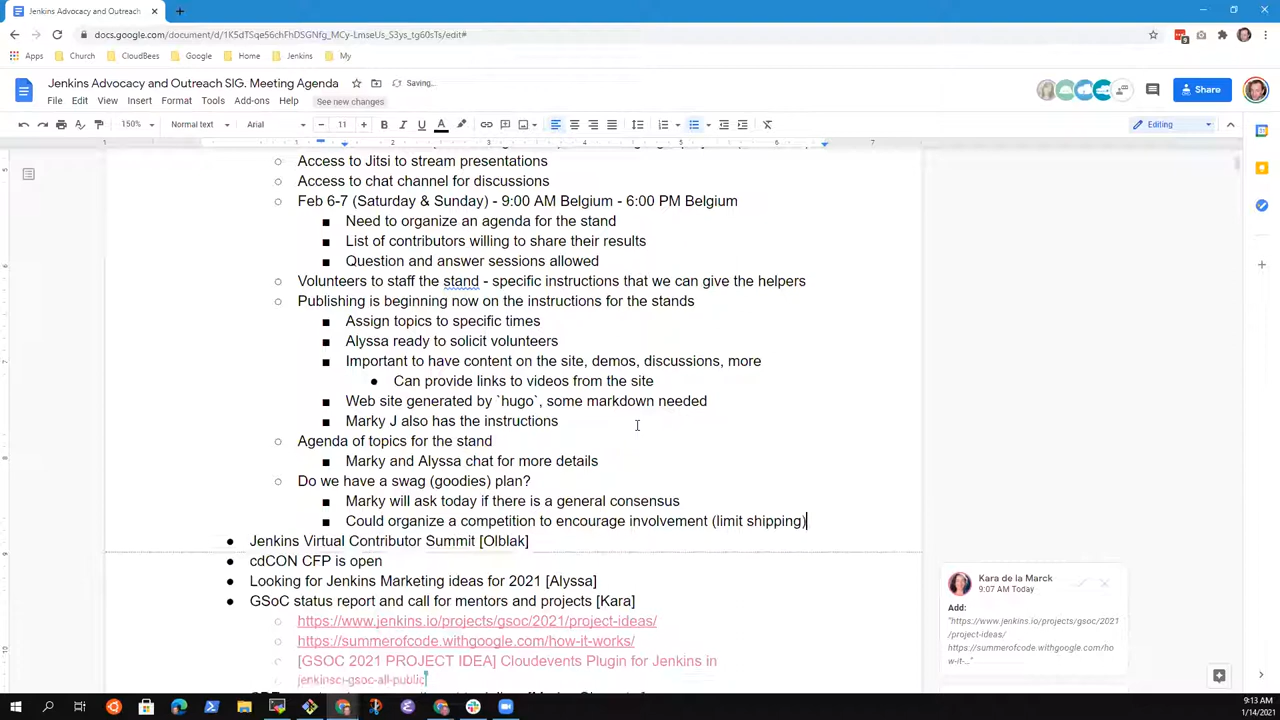 Jenkins Advocacy and Outreach
docs.google.com/document/d/1K5dTSqe56chFhDSGNfg_MCy-LmseUs_S3ys_tg60sTs/edit#
Apps Church CloudBees Google Home Jenkins My
Jenkins Advocacy and Outreach SIG. Meeting Agenda Saving...
File Edit View Insert Format Tools Add-ons Help See new changes
Share
150% Normal text Arial 11 Editing
Access to Jitsi to stream presentations
Access to chat channel for discussions
Feb 6-7 (Saturday & Sunday) - 9:00 AM Belgium - 6:00 PM Belgium
Need to organize an agenda for the stand
List of contributors willing to share their results
Question and answer sessions allowed
Volunteers to staff the stand - specific instructions that we can give the helpers
Publishing is beginning now on the instructions for the stands
Assign topics to specific times
Alyssa ready to solicit volunteers
Important to have content on the site, demos, discussions, more
Can provide links to videos from the site
Web site generated by `hugo`, some markdown needed
Marky J also has the instructions
Agenda of topics for the stand
Marky and Alyssa chat for more details
Do we have a swag (goodies) plan?
Marky will ask today if there is a general consensus
Could organize a competition to encourage involvement (limit shipping)
Jenkins Virtual Contributor Summit [Olblak]
cdCON CFP is open
Looking for Jenkins Marketing ideas for 2021 [Alyssa]
GSoC status report and call for mentors and projects [Kara]
https://www.jenkins.io/projects/gsoc/2021/project-ideas/
https://summerofcode.withgoogle.com/how-it-works/
[GSOC 2021 PROJECT IDEA] Cloudevents Plugin for Jenkins in
jenkinsci-gsoc-all-public
Kara de la Marck
9:07 AM Today
Add:
"https://www.jenkins.io/projects/gsoc/2021
/project-ideas/
https://summerofcode.withgoogle.com/ho
w-it-..."
9:13 AM
1/14/2021